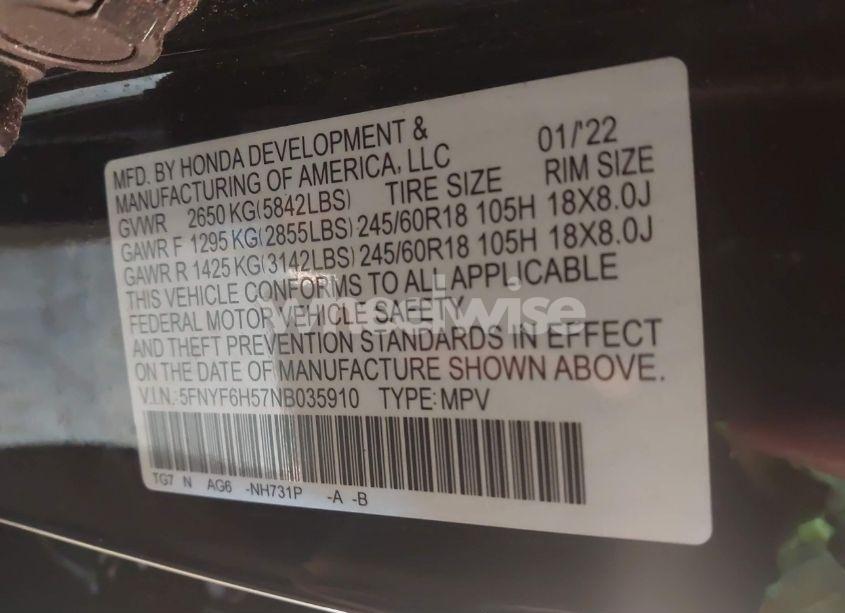 MFD. BY HONDA DEVELOPMENT & 01/'22
MANUFACTURING OF AMERICA, LLC
GVWR 2650 KG(5842LBS) TIRE SIZE RIM SIZE
GAWR F 1295 KG(2855LBS) 245/60R18 105H 18X8.0J
GAWR R 1425 KG(3142LBS) 245/60R18 105H 18X8.0J
THIS VEHICLE CONFORMS TO ALL APPLICABLE
FEDERAL MOTOR VEHICLE SAFETY
AND THEFT PREVENTION STANDARDS IN EFFECT
ON THE DATE OF MANUFACTURE SHOWN ABOVE.
V.I.N.:5FNYF6H57NB035910 TYPE:MPV
TG7 N AG6 -NH731P -A -B
wheelwise